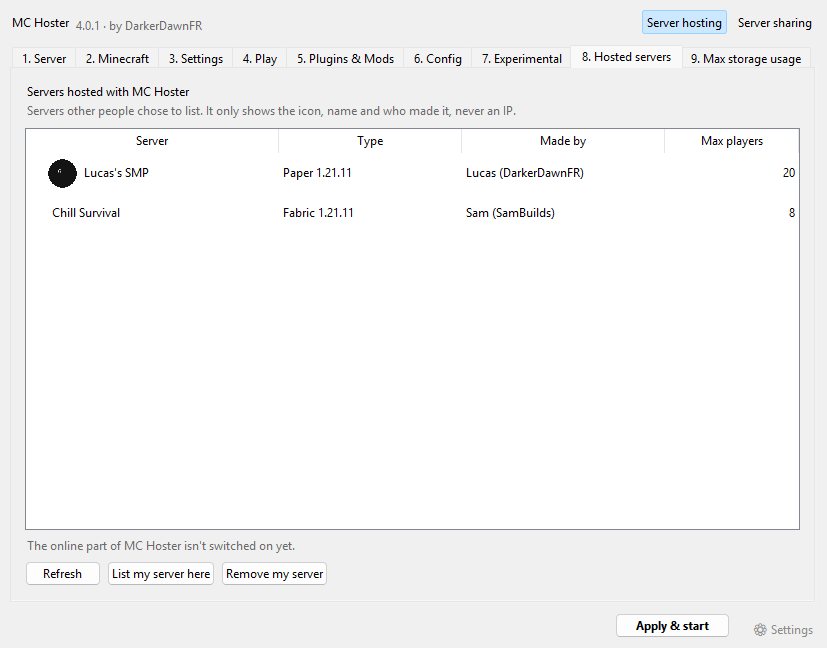 MC Hoster 4.0.1 · by DarkerDawnFR
Server hosting
Server sharing
1. Server
2. Minecraft
3. Settings
4. Play
5. Plugins & Mods
6. Config
7. Experimental
8. Hosted servers
9. Max storage usage
Servers hosted with MC Hoster
Servers other people chose to list. It only shows the icon, name and who made it, never an IP.
Server Type Made by Max players
Lucas's SMP Paper 1.21.11 Lucas (DarkerDawnFR) 20
Chill Survival Fabric 1.21.11 Sam (SamBuilds) 8
The online part of MC Hoster isn't switched on yet.
Refresh
List my server here
Remove my server
Apply & start
Settings